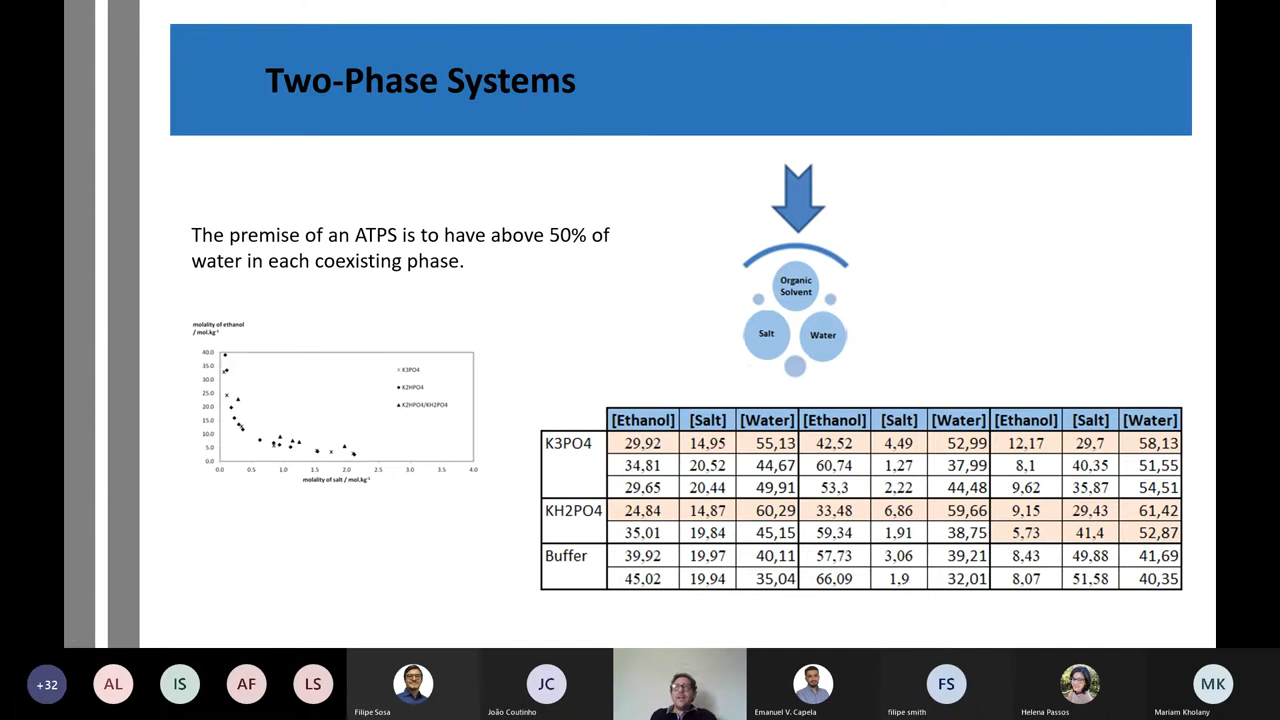 Two-Phase Systems
The premise of an ATPS is to have above 50% of
water in each coexisting phase.
Organic
Solvent
Salt
Water
molality of ethanol
/ mol.kg-1
40.0
35.0
30.0
25.0
20.0
15.0
10.0
5.0
0.0
0.0 0.5 1.0 1.5 2.0 2.5 3.0 3.5 4.0
molality of salt / mol.kg-1
K3PO4
K2HPO4
K2HPO4/KH2PO4
[Ethanol] [Salt] [Water] [Ethanol] [Salt] [Water] [Ethanol] [Salt] [Water]
K3PO4 29,92 14,95 55,13 42,52 4,49 52,99 12,17 29,7 58,13
34,81 20,52 44,67 60,74 1,27 37,99 8,1 40,35 51,55
29,65 20,44 49,91 53,3 2,22 44,48 9,62 35,87 54,51
KH2PO4 24,84 14,87 60,29 33,48 6,86 59,66 9,15 29,43 61,42
35,01 19,84 45,15 59,34 1,91 38,75 5,73 41,4 52,87
Buffer 39,92 19,97 40,11 57,73 3,06 39,21 8,43 49,88 41,69
45,02 19,94 35,04 66,09 1,9 32,01 8,07 51,58 40,35
+32 AL IS AF LS JC FS MK
Filipe Sosa João Coutinho Emanuel V. Capela filipe smith Helena Passos Mariam Kholany